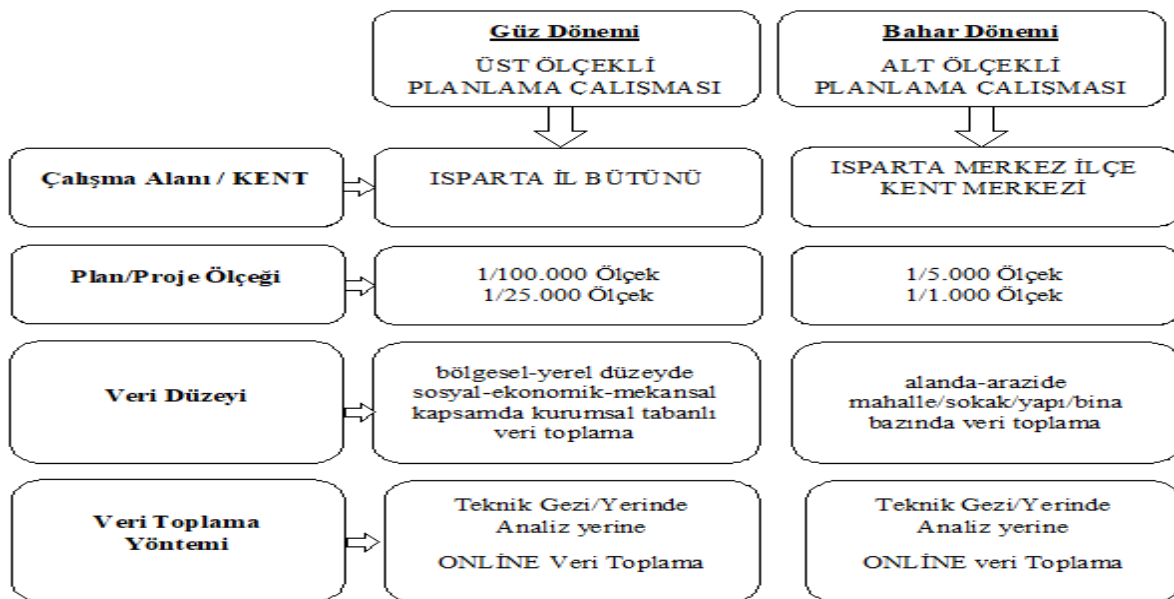 Güz Dönemi
ÜST ÖLÇEKLİ
PLANLAMA ÇALIŞMASI
Bahar Dönemi
ALT ÖLÇEKLİ
PLANLAMA ÇALIŞMASI
Çalışma Alanı / KENT
ISPARTA İL BÜTÜNÜ
ISPARTA MERKEZ İLÇE
KENT MERKEZİ
Plan/Proje Ölçeği
1/100.000 Ölçek
1/25.000 Ölçek
1/5.000 Ölçek
1/1.000 Ölçek
Veri Düzeyi
bölgesel-yerel düzeyde
sosyal-ekonomik-mekansal
kapsamda kurumsal tabanlı
veri toplama
alanda-arazide
mahalle/sokak/yapı/bina
bazında veri toplama
Veri Toplama
Yöntemi
Teknik Gezi/Yerinde
Analiz yerine
ONLİNE Veri Toplama
Teknik Gezi/Yerinde
Analiz yerine
ONLİNE veri Toplama